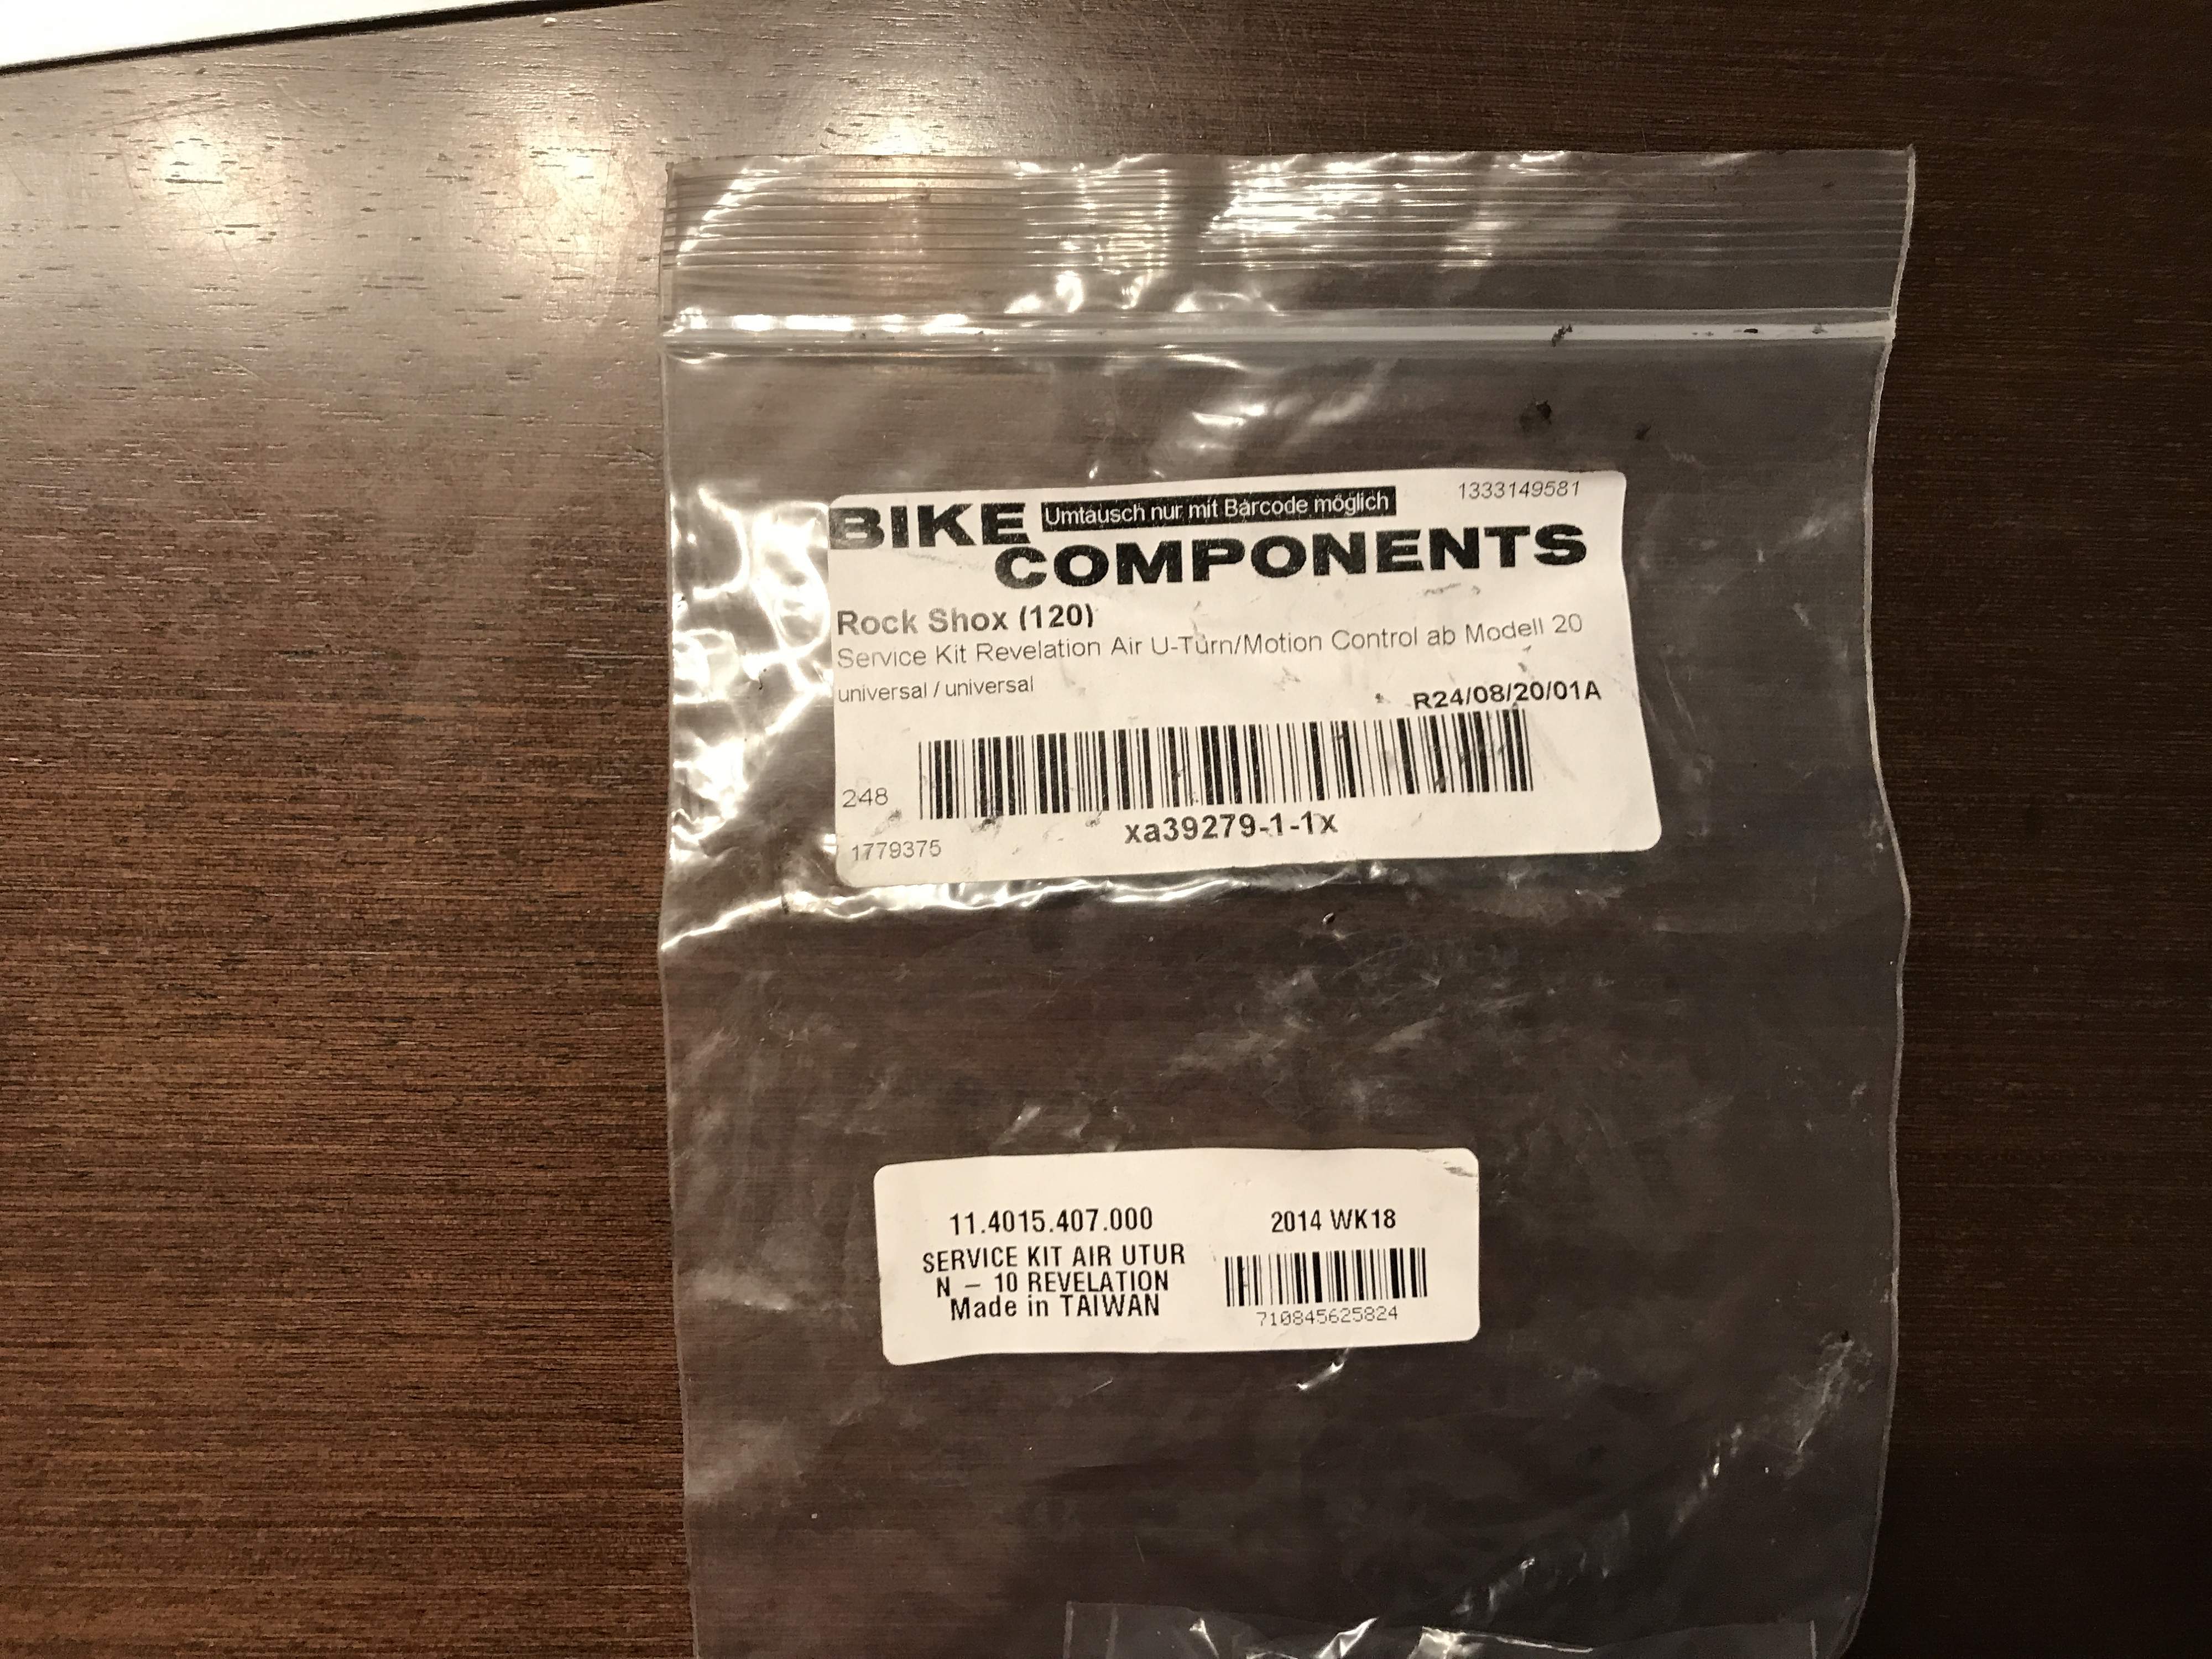 BIKE Umtausch nur mit Barcode möglich 1333149581
COMPONENTS
Rock Shox (120)
Service Kit Revelation Air U-Turn/Motion Control ab Modell 20
universal / universal
R24/08/20/01A
248
xa39279-1-1x
1779375
11.4015.407.000
SERVICE KIT AIR UTUR
N – 10 REVELATION
Made in TAIWAN
2014 WK18
710845625824